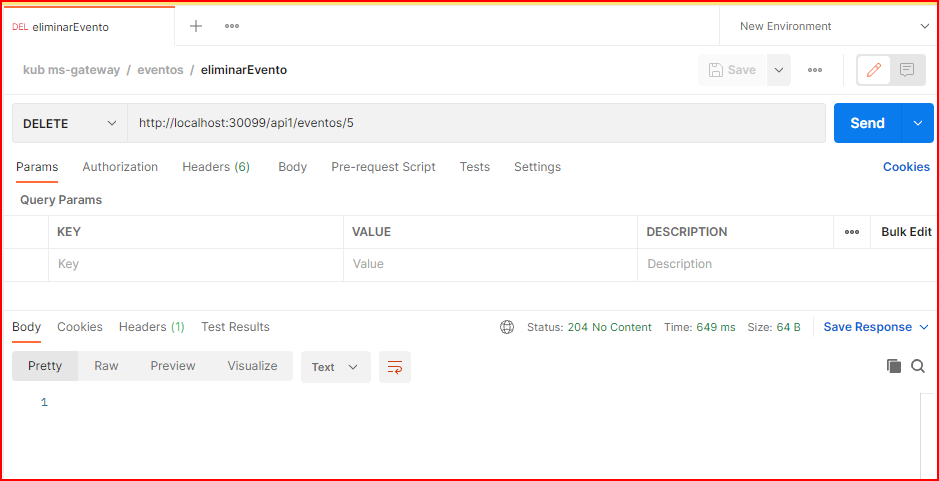 DEL eliminarEvento
New Environment
kub ms-gateway / eventos / eliminarEvento
Save
DELETE
http://localhost:30099/api1/eventos/5
Send
Params Authorization Headers (6) Body Pre-request Script Tests Settings Cookies
Query Params
KEY VALUE DESCRIPTION Bulk Edit
Key Value Description
Body Cookies Headers (1) Test Results Status: 204 No Content Time: 649 ms Size: 64 B Save Response
Pretty Raw Preview Visualize Text
1